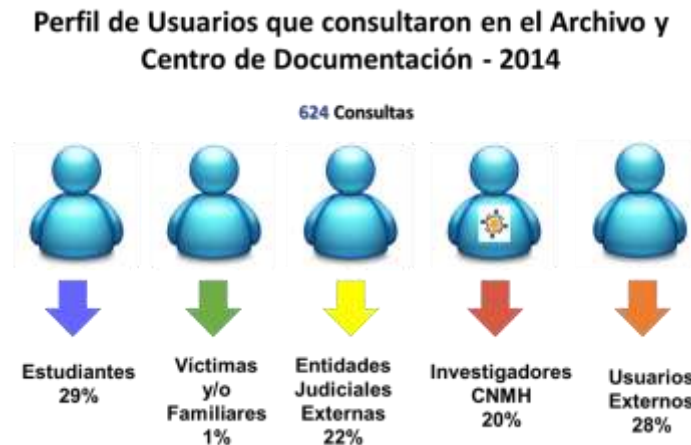 Perfil de Usuarios que consultaron en el Archivo y
Centro de Documentación - 2014
624 Consultas
Estudiantes
29%
Víctimas
y/o
Familiares
1%
Entidades
Judiciales
Externas
22%
Investigadores
CNMH
20%
Usuarios
Externos
28%